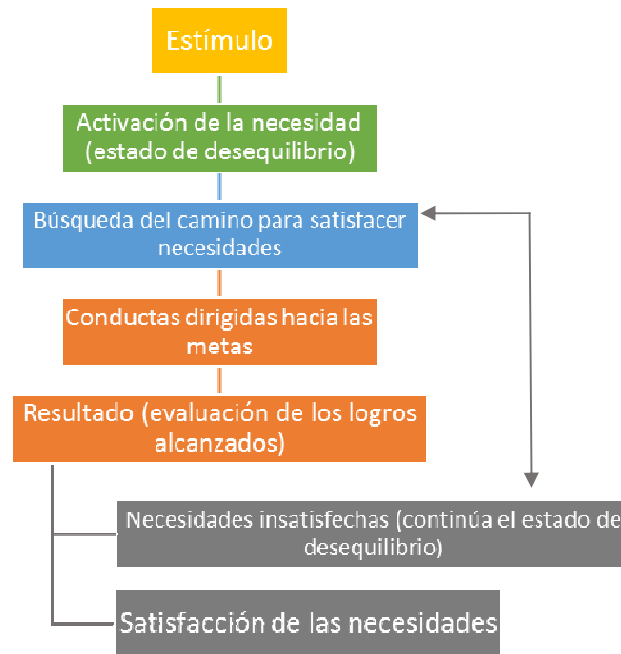 Estímulo
Activación de la necesidad
(estado de desequilibrio)
Búsqueda del camino para satisfacer
necesidades
Conductas dirigidas hacia las
metas
Resultado (evaluación de los logros
alcanzados)
Necesidades insatisfechas (continúa el estado de
desequilibrio)
Satisfacción de las necesidades